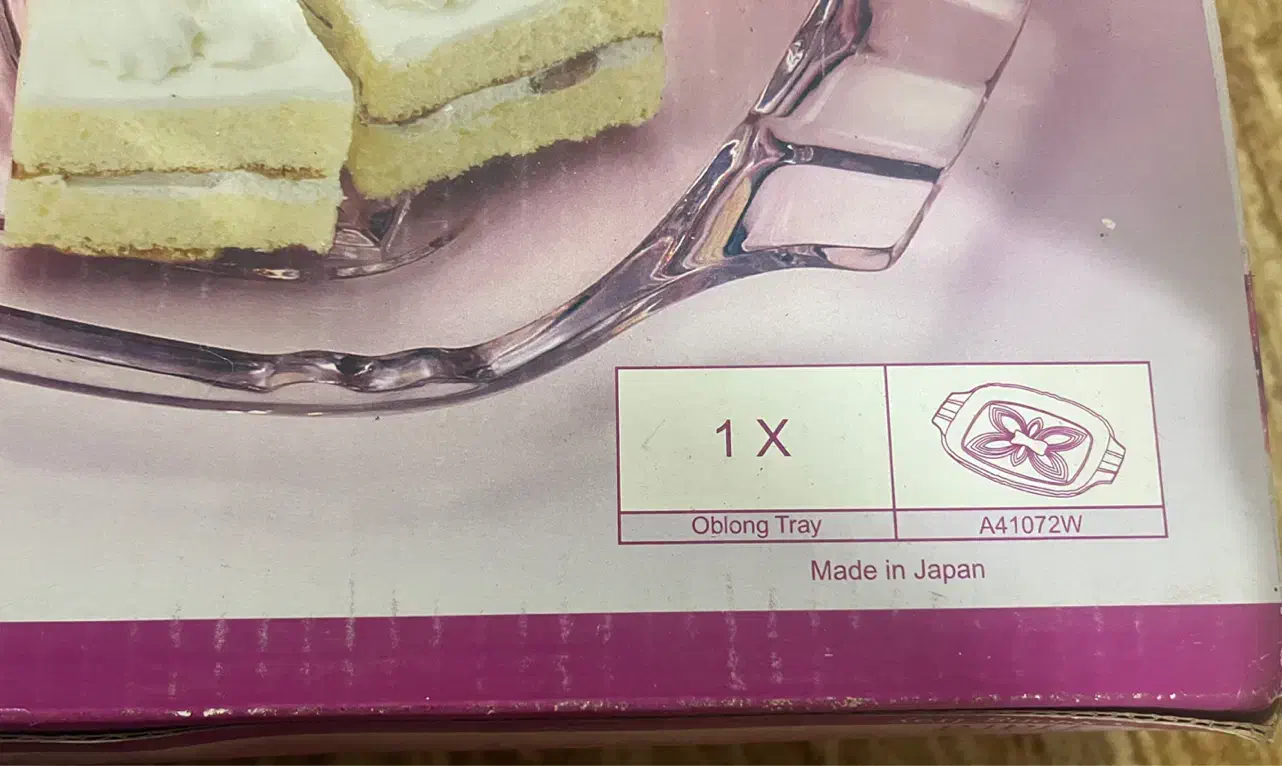 1 X
Oblong Tray
A41072W
Made in Japan